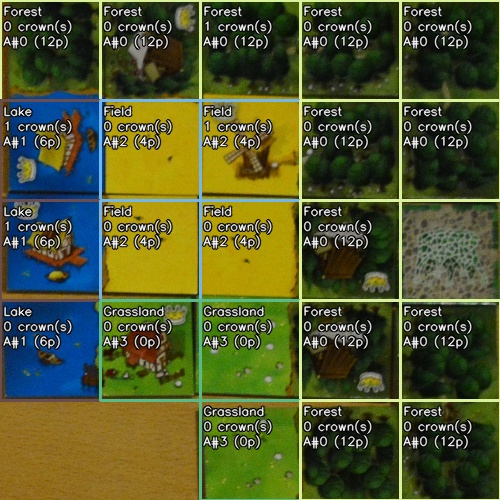 Forest
0 crown(s)
A#0 (12p)
Forest
0 crown(s)
A#0 (12p)
Forest
1 crown(s)
A#0 (12p)
Forest
0 crown(s)
A#0 (12p)
Forest
0 crown(s)
A#0 (12p)
Lake
1 crown(s)
A#1 (6p)
Field
0 crown(s)
A#2 (4p)
Field
1 crown(s)
A#2 (4p)
Forest
0 crown(s)
A#0 (12p)
Forest
0 crown(s)
A#0 (12p)
Lake
1 crown(s)
A#1 (6p)
Field
0 crown(s)
A#2 (4p)
Field
0 crown(s)
A#2 (4p)
Forest
0 crown(s)
A#0 (12p)
Lake
0 crown(s)
A#1 (6p)
Grassland
0 crown(s)
A#3 (0p)
Grassland
0 crown(s)
A#3 (0p)
Forest
0 crown(s)
A#0 (12p)
Forest
0 crown(s)
A#0 (12p)
Grassland
0 crown(s)
A#3 (0p)
Forest
0 crown(s)
A#0 (12p)
Forest
0 crown(s)
A#0 (12p)